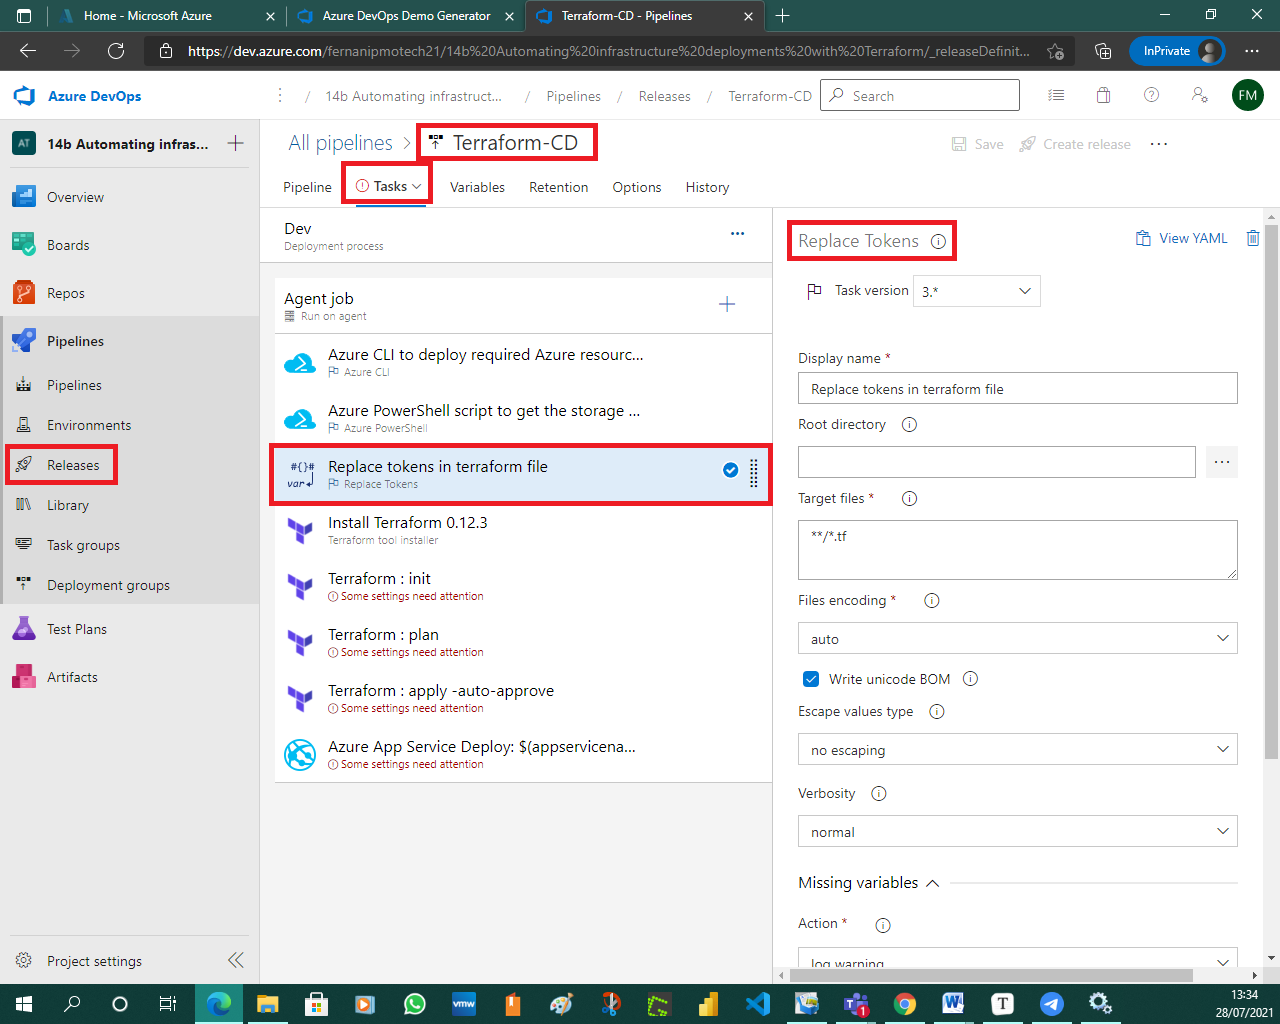 Home - Microsoft Azure
Azure DevOps Demo Generator
Terraform-CD - Pipelines
https://dev.azure.com/fernanipmotech21/14b%20Automating%20infrastructure%20deployments%20with%20Terraform/_releaseDefinit...
InPrivate
Azure DevOps
/ 14b Automating infrastruct... / Pipelines / Releases / Terraform-CD
Search
FM
AT
14b Automating infras...
Overview
Boards
Repos
Pipelines
Pipelines
Environments
Releases
Library
Task groups
Deployment groups
Test Plans
Artifacts
Project settings
All pipelines > Terraform-CD
Save
Create release
Pipeline
Tasks
Variables
Retention
Options
History
Dev
Deployment process
Agent job
Run on agent
Azure CLI to deploy required Azure resourc...
Azure CLI
Azure PowerShell script to get the storage ...
Azure PowerShell
#{}#
var
Replace tokens in terraform file
Replace Tokens
Install Terraform 0.12.3
Terraform tool installer
Terraform : init
Some settings need attention
Terraform : plan
Some settings need attention
Terraform : apply -auto-approve
Some settings need attention
Azure App Service Deploy: $(appservicena...
Some settings need attention
Replace Tokens
View YAML
Task version
3.*
Display name *
Replace tokens in terraform file
Root directory
Target files *
**/*.tf
Files encoding *
auto
Write unicode BOM
Escape values type
no escaping
Verbosity
normal
Missing variables
Action *
log warning
vmw
1
W
T
13:34
28/07/2021